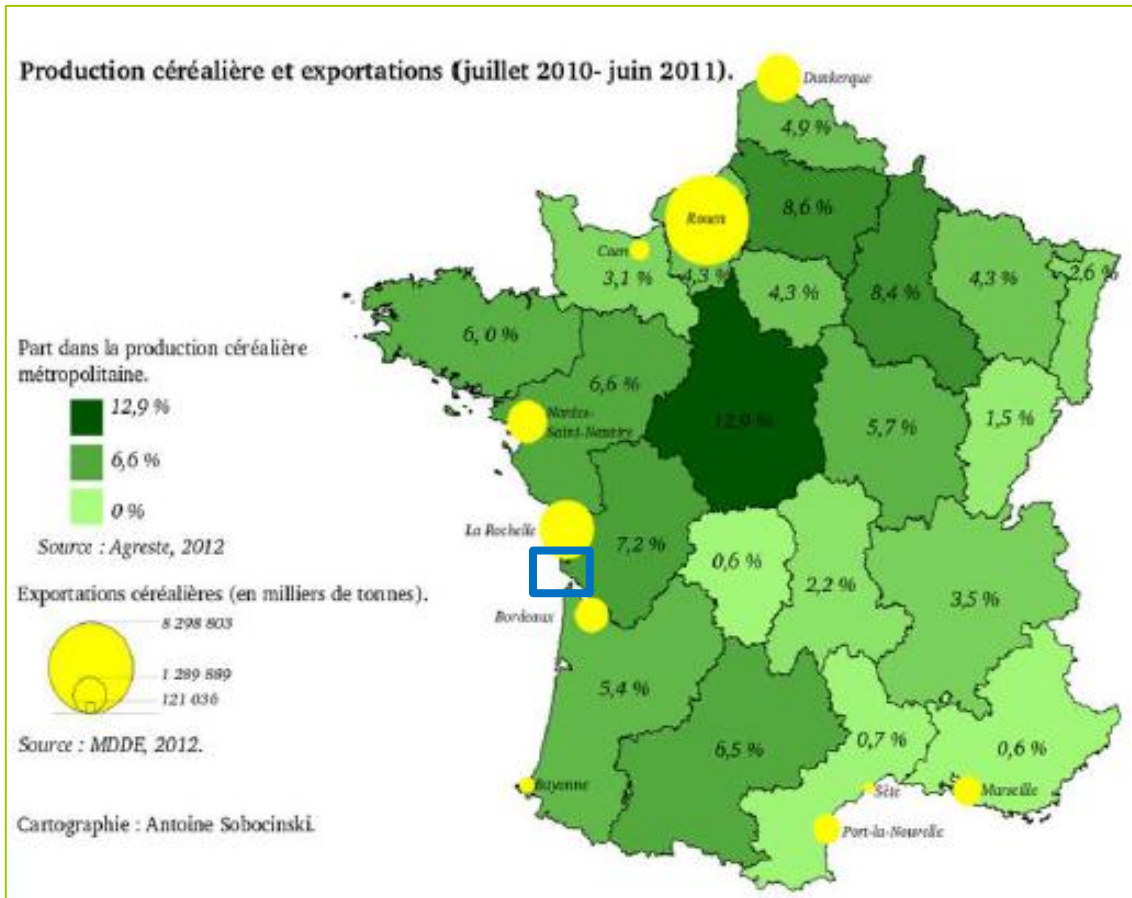 Production céréalière et exportations (juillet 2010- juin 2011).
Dunkerque
4,9 %
8,6 %
Rouen
Caen
3,1 %
4,3 %
4,3 %
8,4 %
4,3 %
2,6 %
6, 0 %
6,6 %
Nantes-
Saint-Nazaire
12,9 %
5,7 %
1,5 %
Part dans la production céréalière
métropolitaine.
12,9 %
6,6 %
0 %
Source : Agreste, 2012
La Rochelle
7,2 %
0,6 %
2,2 %
3,5 %
Exportations céréalières (en milliers de tonnes).
8 298 803
1 289 889
121 036
Source : MDDE, 2012.
Bordeaux
5,4 %
6,5 %
0,7 %
0,6 %
Bayonne
Sète
Marseille
Port-la-Nouvelle
Cartographie : Antoine Sobocinski.